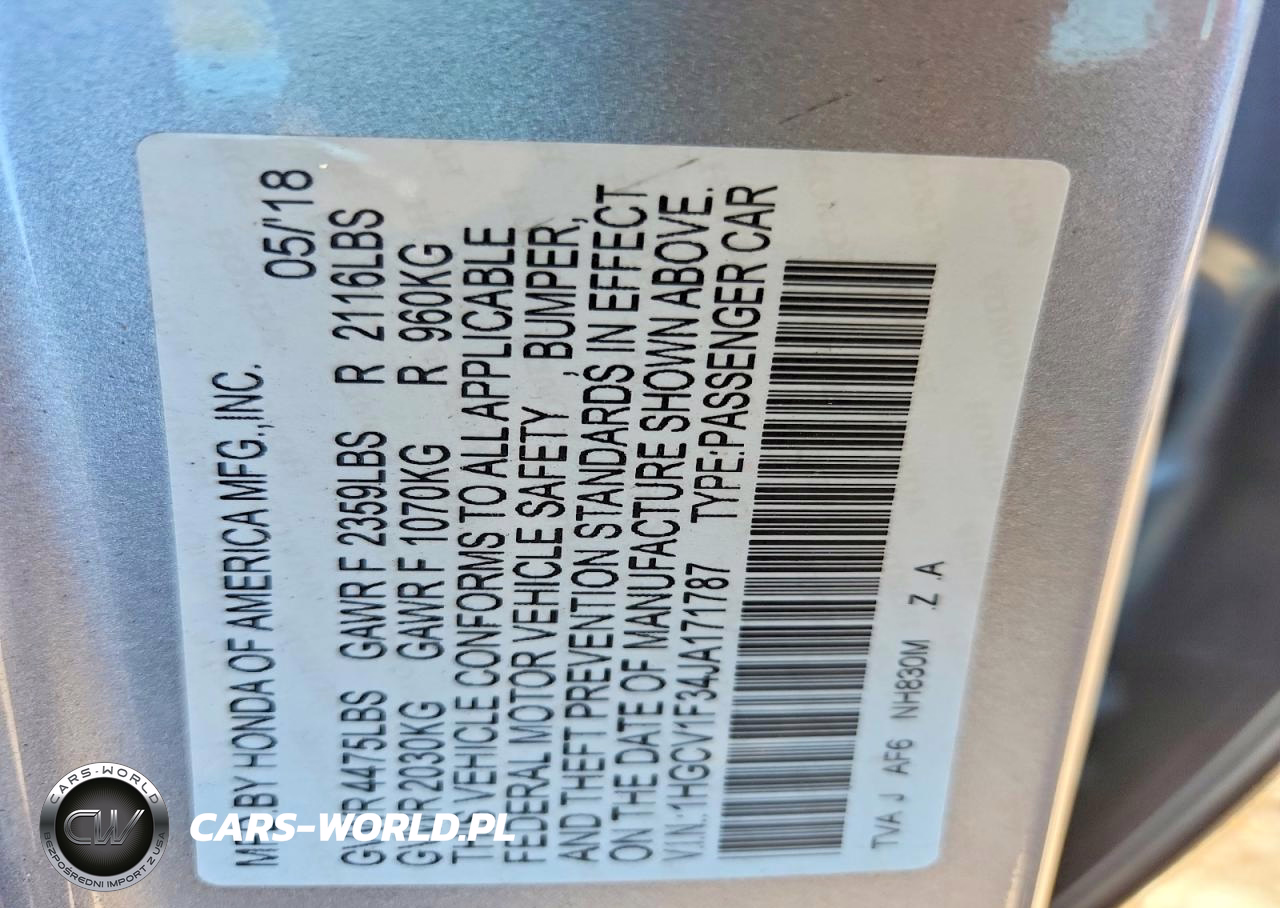 MFD BY HONDA OF AMERICA MFG.,INC. 05/'18
GVWR 4475LBS GAWR F 2359LBS R 2116LBS
GVWR 2030KG GAWR F 1070KG R 960KG
THIS VEHICLE CONFORMS TO ALL APPLICABLE
FEDERAL MOTOR VEHICLE SAFETY , BUMPER,
AND THEFT PREVENTION STANDARDS IN EFFECT
ON THE DATE OF MANUFACTURE SHOWN ABOVE.
V.I.N.:1HGCV1F34JA171787 TYPE:PASSENGER CAR
TVA J AF6 NH830M .Z .A
CARS-WORLD
CW
BEZPOŚREDNI IMPORT Z USA
CARS-WORLD.PL